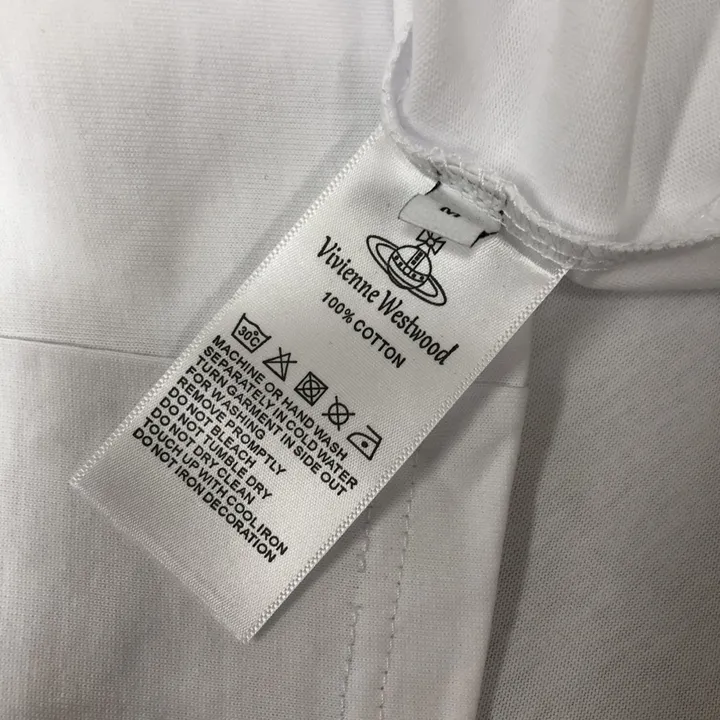 M
Vivienne Westwood
100% COTTON
30C
MACHINE OR HAND WASH
SEPARATELY IN COLD WATER
TURN GARMENT IN SIDE OUT
FOR WASHING
REMOVE PROMPTLY
DO NOT BLEACH
DO NOT TUMBLE DRY
DO NOT DRY CLEAN
TOUCH UP WITH COOL IRON
DO NOT IRON DECORATION